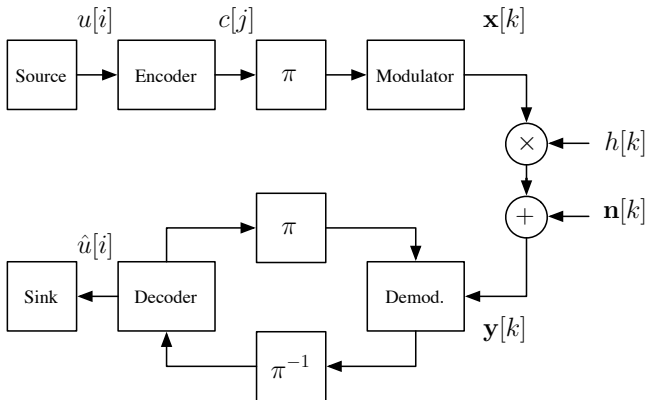 u[i] c[j] x[k]
Source Encoder π Modulator
× h[k]
+ n[k]
π
û[i]
Sink Decoder Demod.
y[k]
π⁻¹